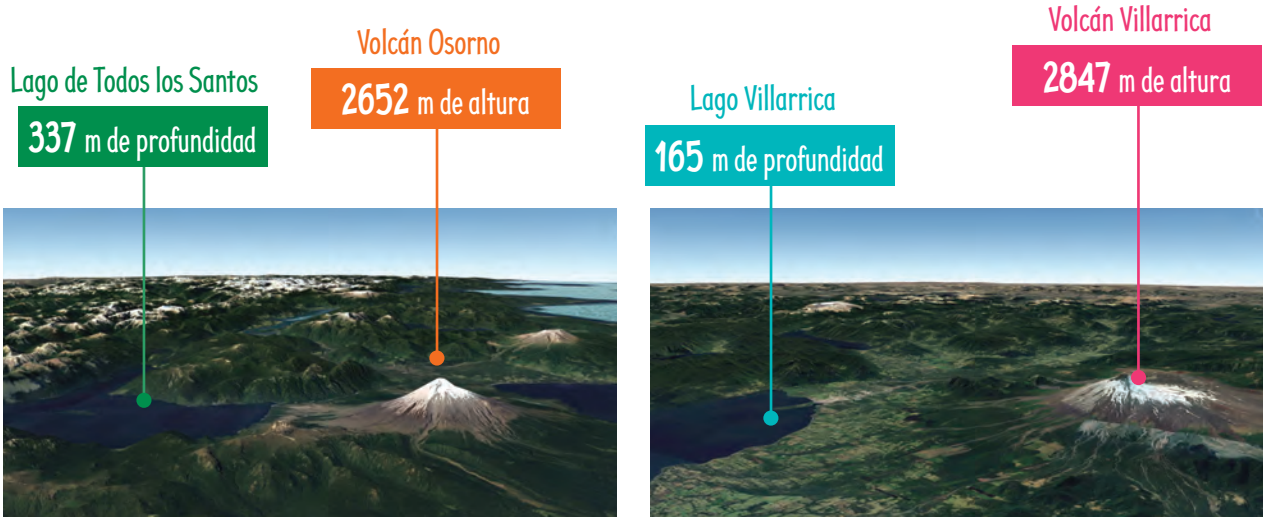 Lago de Todos los Santos
337 m de profundidad
Volcán Osorno
2652 m de altura
Lago Villarrica
165 m de profundidad
Volcán Villarrica
2847 m de altura